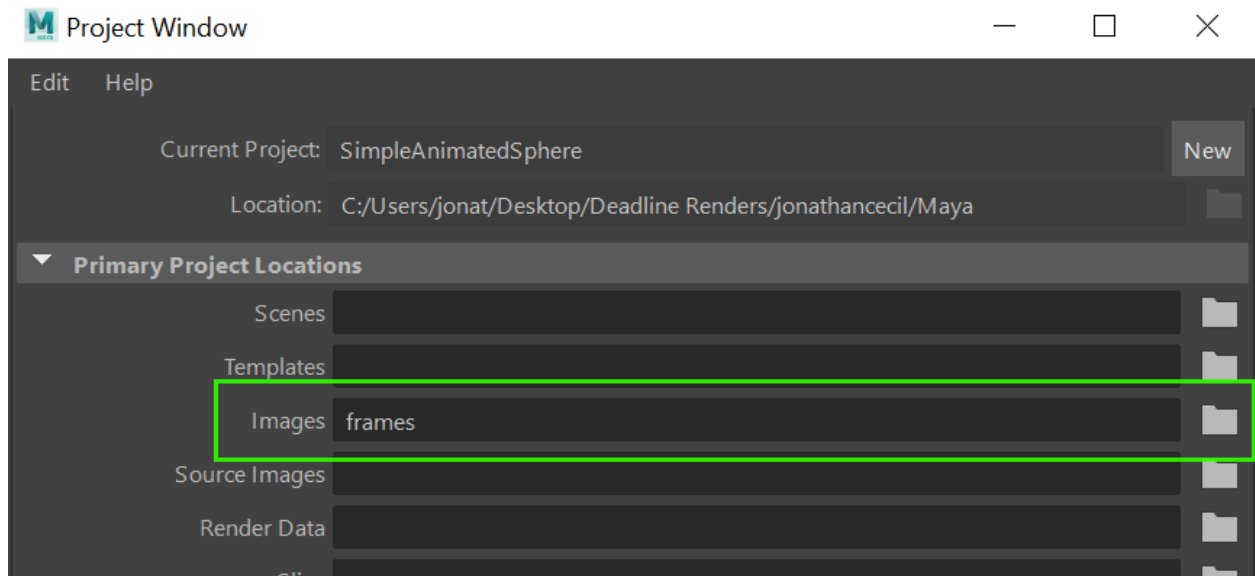 Project Window
Edit Help
Current Project: SimpleAnimatedSphere New
Location: C:/Users/jonat/Desktop/Deadline Renders/jonathancecil/Maya
Primary Project Locations
Scenes
Templates
Images frames
Source Images
Render Data